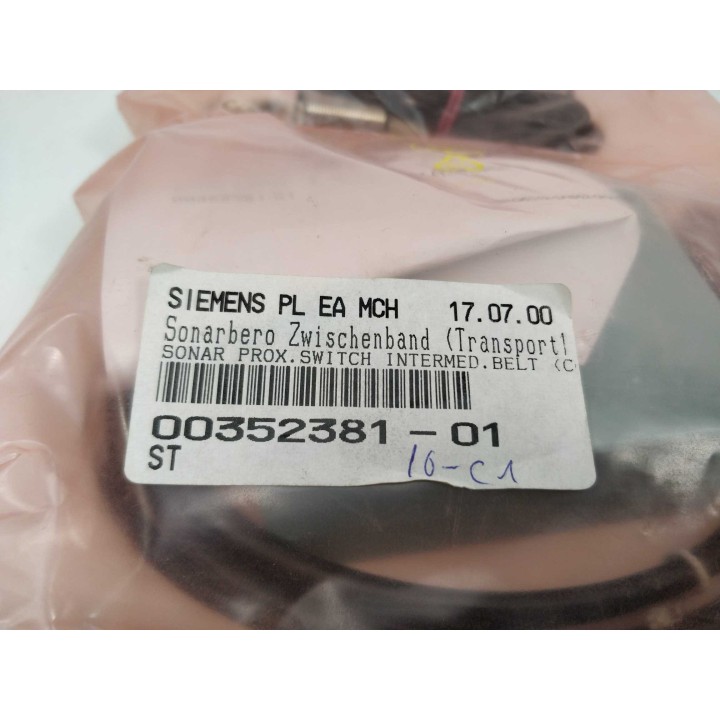 SIEMENS PL EA MCH 17.07.00
Sonarbero Zwischenband (Transport)
SONAR PROX.SWITCH INTERMED.BELT (C
00352381-01
ST
10-C1